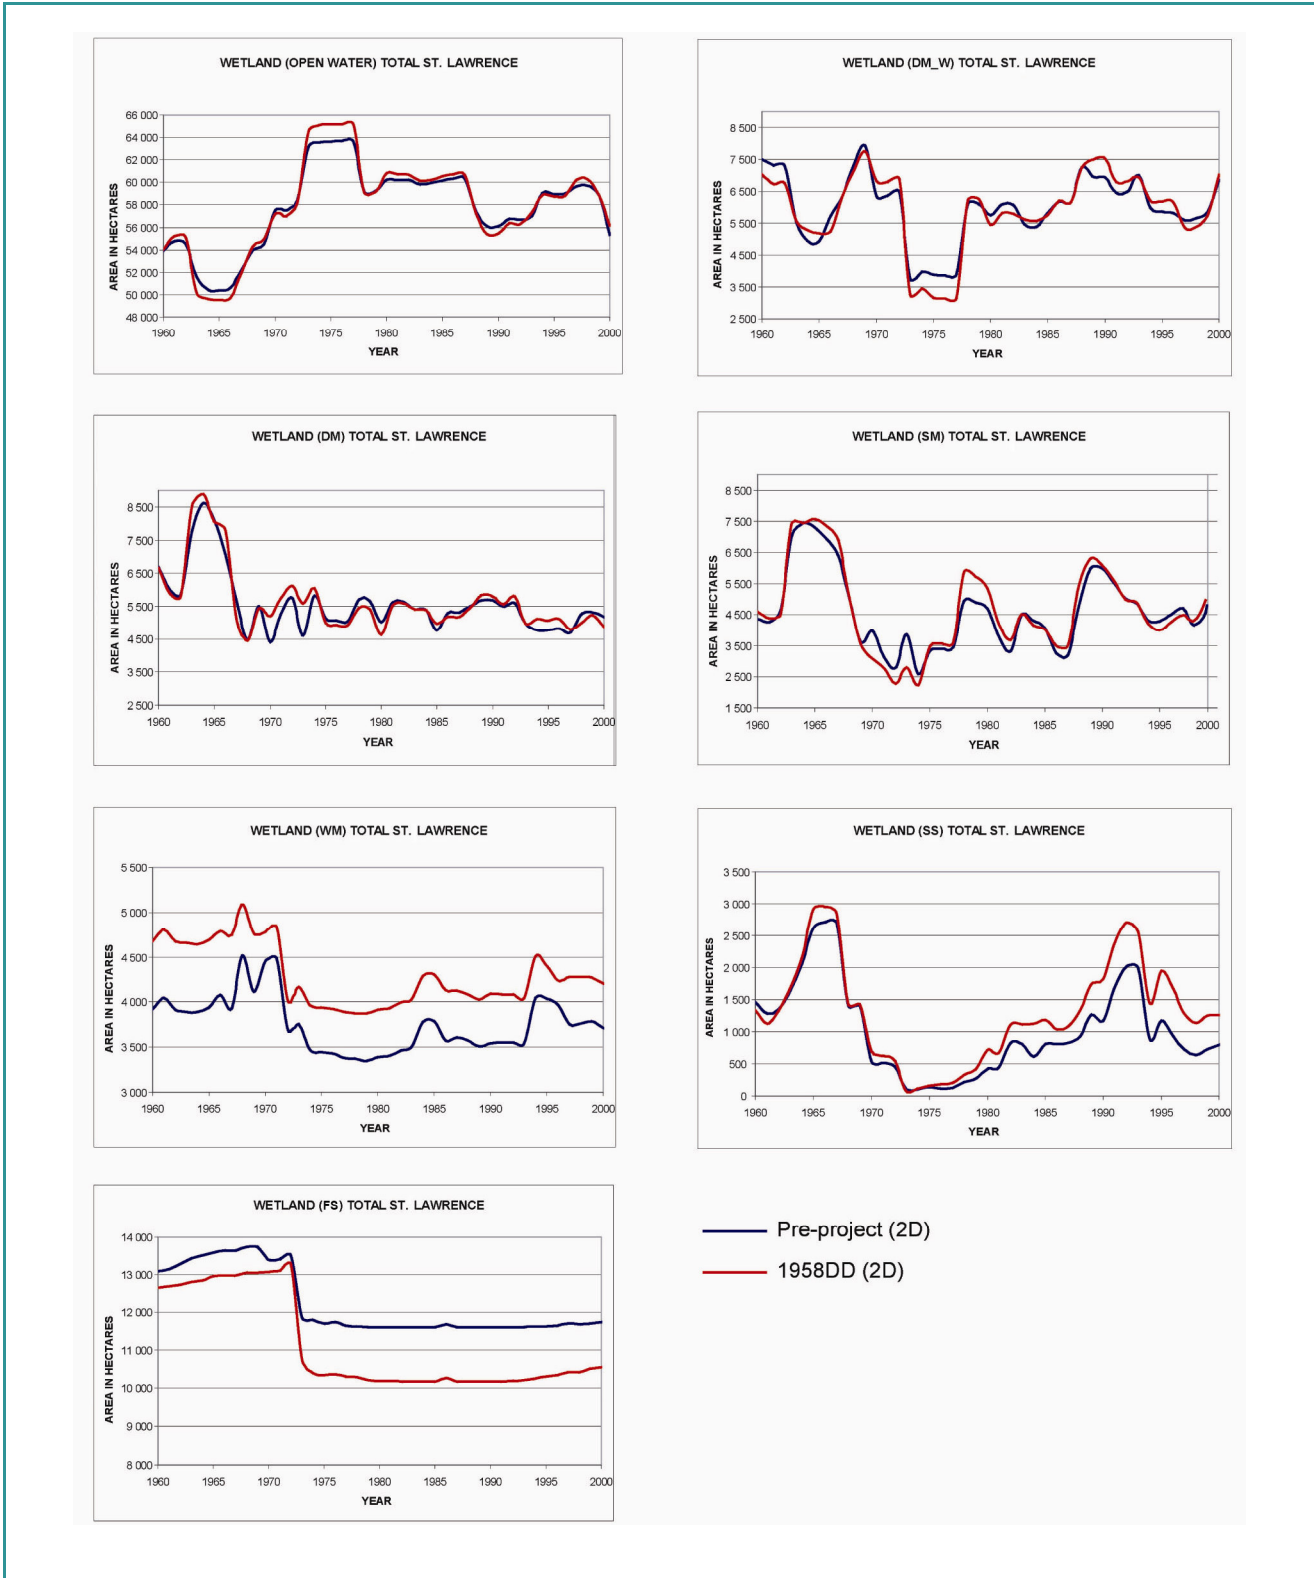 WETLAND (OPEN WATER) TOTAL ST. LAWRENCE
66 000
64 000
62 000
60 000
58 000
56 000
54 000
52 000
50 000
48 000
AREA IN HECTARES
1960 1965 1970 1975 1980 1985 1990 1995 2000
YEAR
WETLAND (DM_W) TOTAL ST. LAWRENCE
8 500
7 500
6 500
5 500
4 500
3 500
2 500
AREA IN HECTARES
1960 1965 1970 1975 1980 1985 1990 1995 2000
YEAR
WETLAND (DM) TOTAL ST. LAWRENCE
8 500
7 500
6 500
5 500
4 500
3 500
2 500
AREA IN HECTARES
1960 1965 1970 1975 1980 1985 1990 1995 2000
YEAR
WETLAND (SM) TOTAL ST. LAWRENCE
8 500
7 500
6 500
5 500
4 500
3 500
2 500
1 500
AREA IN HECTARES
1960 1965 1970 1975 1980 1985 1990 1995 2000
YEAR
WETLAND (WM) TOTAL ST. LAWRENCE
5 500
5 000
4 500
4 000
3 500
3 000
AREA IN HECTARES
1960 1965 1970 1975 1980 1985 1990 1995 2000
YEAR
WETLAND (SS) TOTAL ST. LAWRENCE
3 500
3 000
2 500
2 000
1 500
1 000
500
0
AREA IN HECTARES
1960 1965 1970 1975 1980 1985 1990 1995 2000
YEAR
WETLAND (FS) TOTAL ST. LAWRENCE
14 000
13 000
12 000
11 000
10 000
9 000
8 000
AREA IN HECTARES
1960 1965 1970 1975 1980 1985 1990 1995 2000
YEAR
Pre-project (2D)
1958DD (2D)